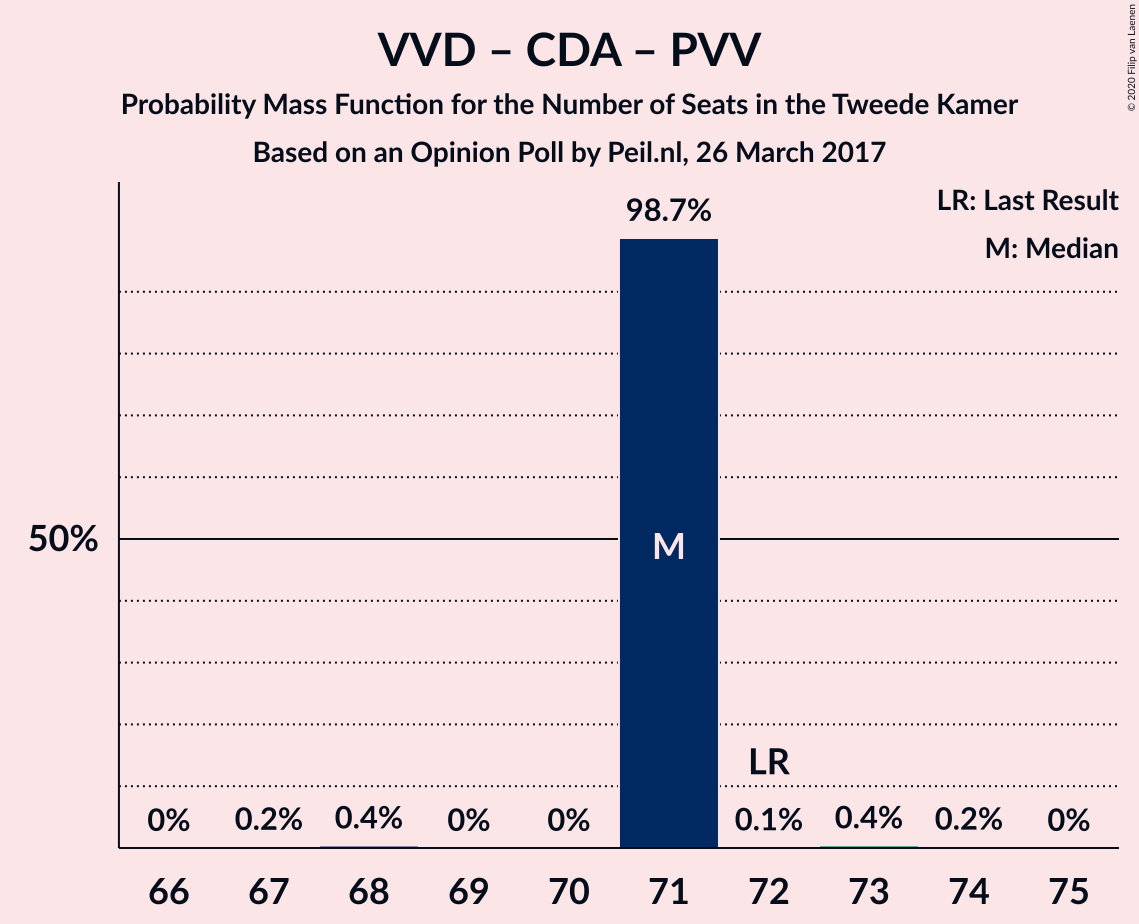 VVD – CDA – PVV
Probability Mass Function for the Number of Seats in the Tweede Kamer
Based on an Opinion Poll by Peil.nl, 26 March 2017
© 2020 Filip van Laenen
LR: Last Result
M: Median
98.7%
50%
M
LR
0% 0.2% 0.4% 0% 0% 0.1% 0.4% 0.2% 0%
66 67 68 69 70 71 72 73 74 75